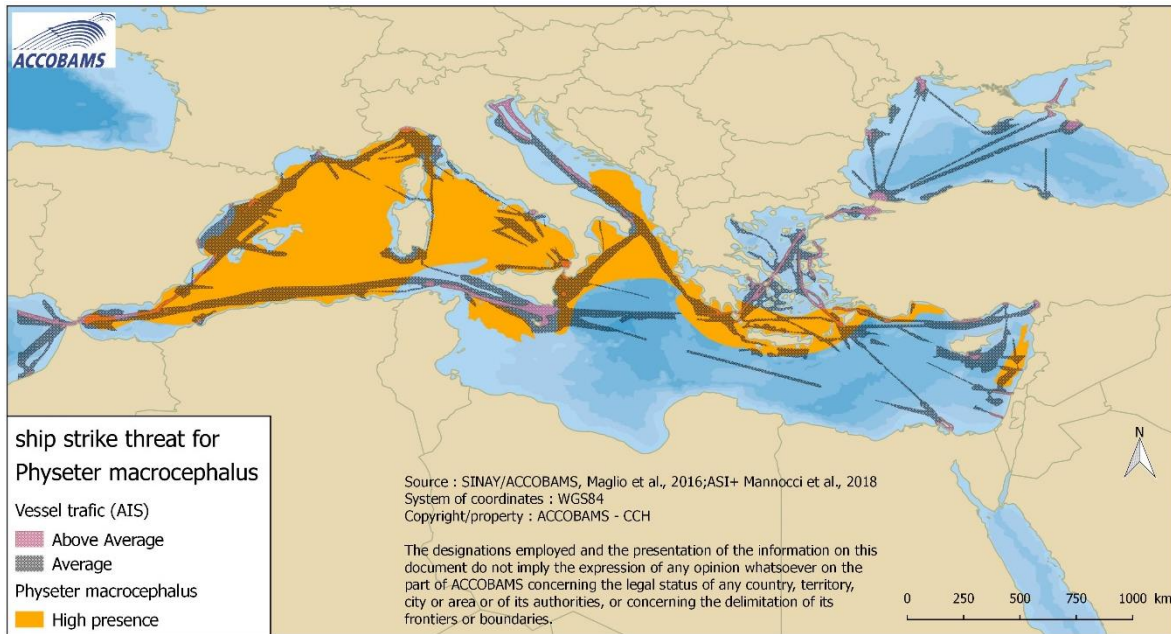 ACCOBAMS
ship strike threat for
Physeter macrocephalus
Vessel trafic (AIS)
Above Average
Average
Physeter macrocephalus
High presence
Source : SINAY/ACCOBAMS, Maglio et al., 2016;ASI+ Mannocci et al., 2018
System of coordinates : WGS84
Copyright/property : ACCOBAMS - CCH
The designations employed and the presentation of the information on this
document do not imply the expression of any opinion whatsoever on the
part of ACCOBAMS concerning the legal status of any country, territory,
city or area or of its authorities, or concerning the delimitation of its
frontiers or boundaries.
N
0 250 500 750 1000 km